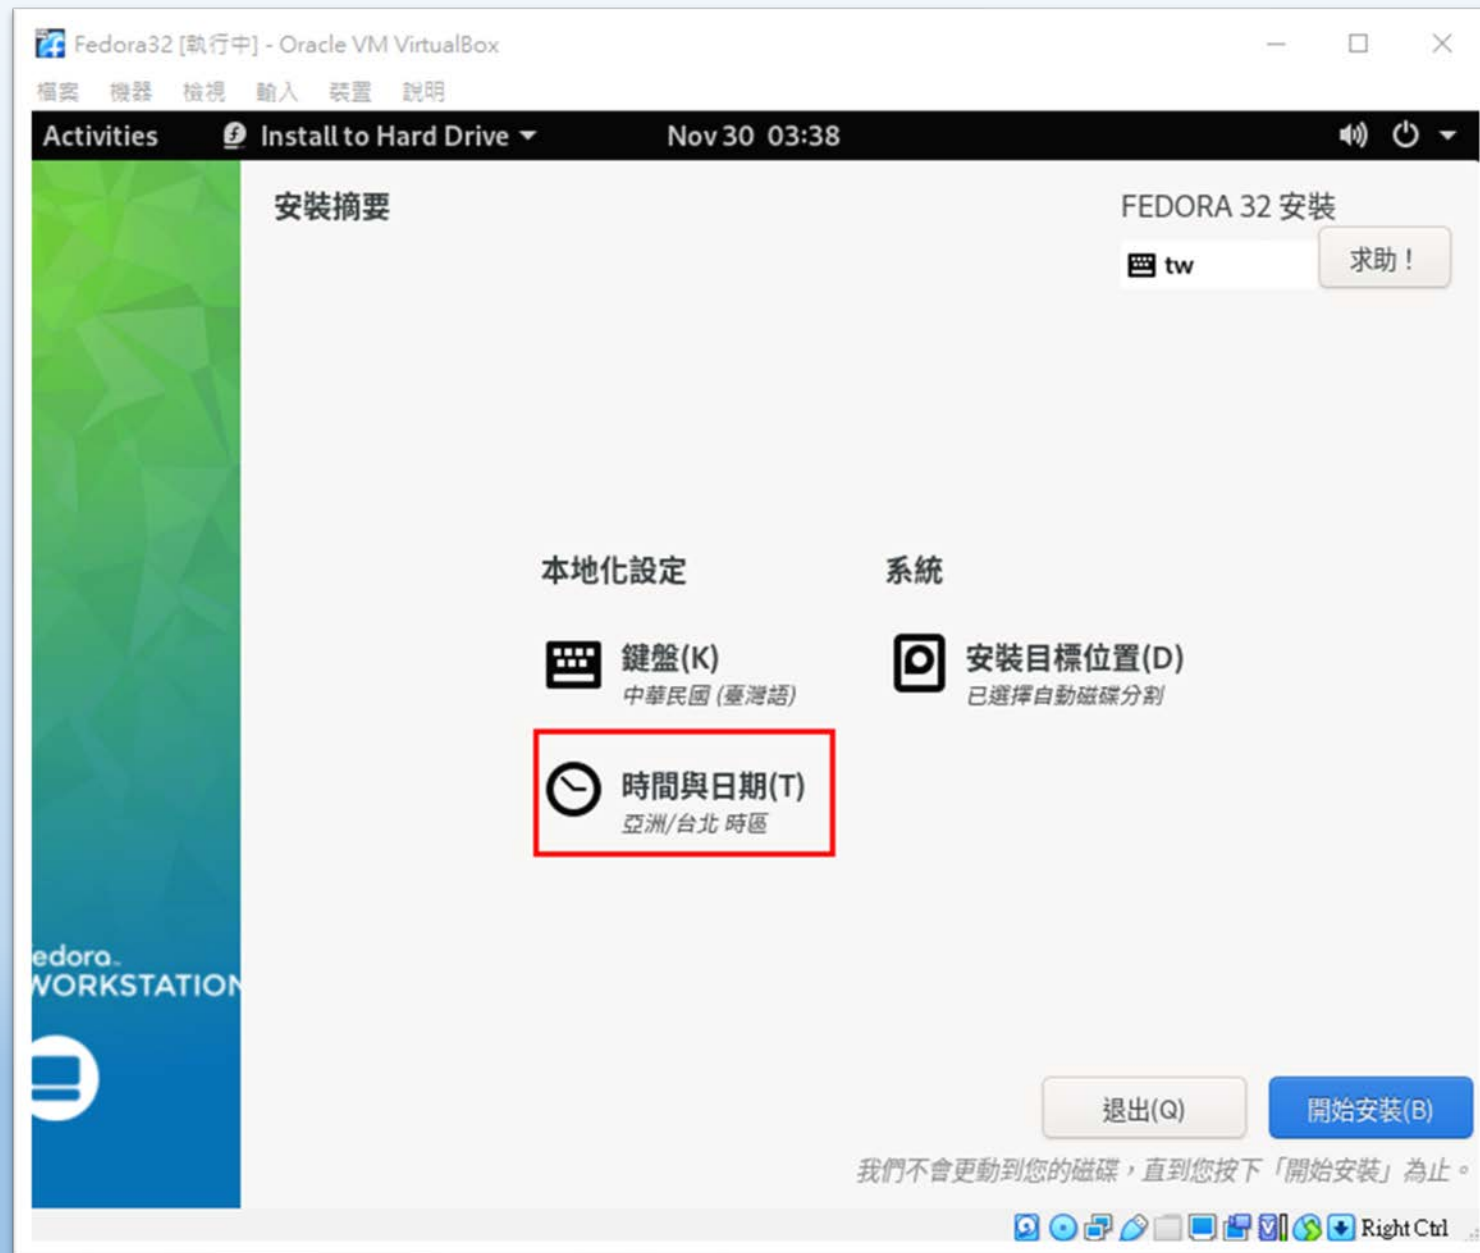 Fedora32 [執行中] - Oracle VM VirtualBox
檔案 機器 檢視 輸入 裝置 說明
Activities Install to Hard Drive Nov 30 03:38
安裝摘要
FEDORA 32 安裝
tw
求助！
本地化設定
系統
鍵盤(K)
中華民國 (臺灣語)
安裝目標位置(D)
已選擇自動磁碟分割
時間與日期(T)
亞洲/台北 時區
edora
WORKSTATION
退出(Q)
開始安裝(B)
我們不會更動到您的磁碟，直到您按下「開始安裝」為止。
Right Ctrl